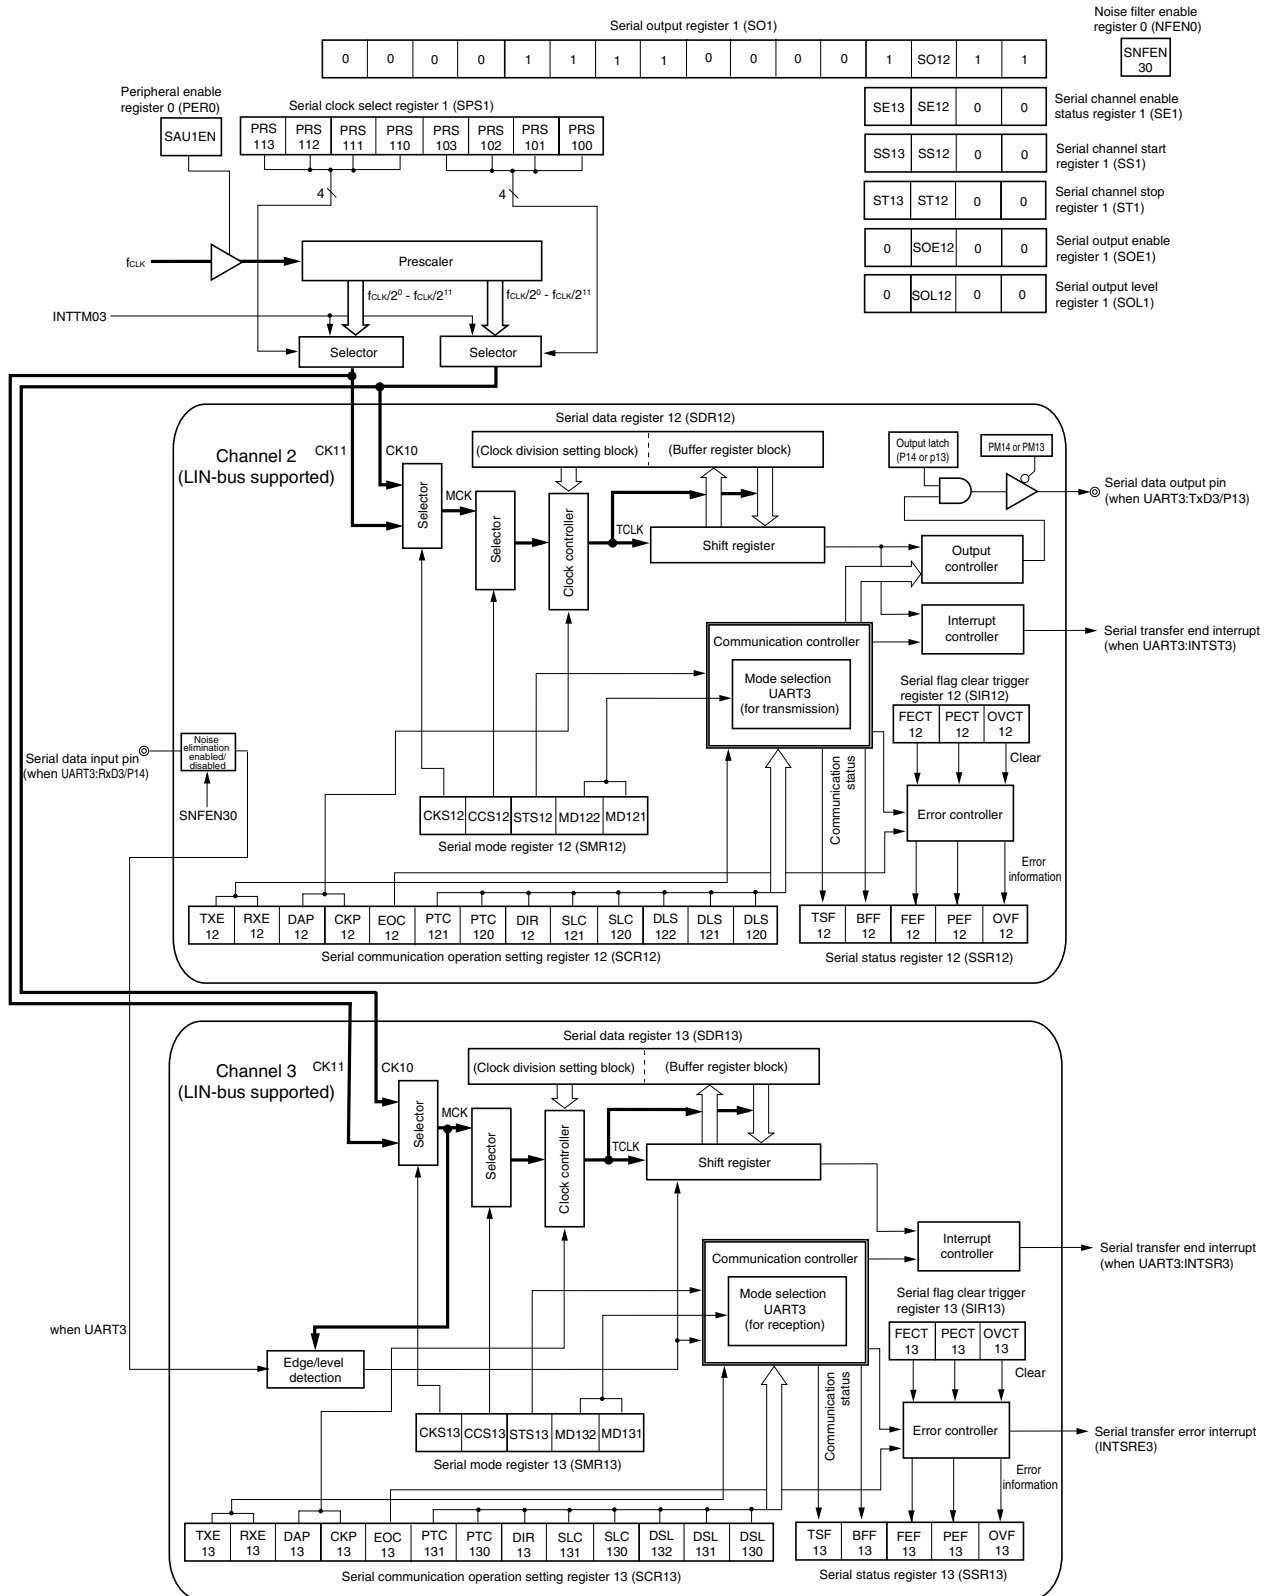 Serial output register 1 (SO1)
0 0 0 0 1 1 1 1 0 0 0 0 1 SO12 1 1
Noise filter enable
register 0 (NFEN0)
SNFEN
30
Peripheral enable
register 0 (PER0)
SAU1EN
Serial clock select register 1 (SPS1)
PRS PRS PRS PRS PRS PRS PRS PRS
113 112 111 110 103 102 101 100
SE13 SE12 0 0
Serial channel enable
status register 1 (SE1)
SS13 SS12 0 0
Serial channel start
register 1 (SS1)
ST13 ST12 0 0
Serial channel stop
register 1 (ST1)
0 SOE12 0 0
Serial output enable
register 1 (SOE1)
0 SOL12 0 0
Serial output level
register 1 (SOL1)
4
4
fCLK
Prescaler
fCLK/2⁰ - fCLK/2¹¹
fCLK/2⁰ - fCLK/2¹¹
INTTM03
Selector
Selector
Channel 2
(LIN-bus supported)
CK11
CK10
Serial data register 12 (SDR12)
(Clock division setting block)
(Buffer register block)
Output latch
(P14 or p13)
PM14 or PM13
Serial data output pin
(when UART3:TxD3/P13)
Selector
MCK
Selector
Clock controller
TCLK
Shift register
Output
controller
Interrupt
controller
Serial transfer end interrupt
(when UART3:INTST3)
Communication controller
Mode selection
UART3
(for transmission)
Serial flag clear trigger
register 12 (SIR12)
FECT PECT OVCT
12 12 12
Clear
Communication
status
Error controller
Error
information
Serial data input pin
(when UART3:RxD3/P14)
Noise
elimination
enabled/
disabled
SNFEN30
CKS12 CCS12 STS12 MD122 MD121
Serial mode register 12 (SMR12)
TXE RXE DAP CKP EOC PTC PTC DIR SLC SLC DLS DLS DLS
12 12 12 12 12 121 120 12 121 120 122 121 120
Serial communication operation setting register 12 (SCR12)
TSF BFF FEF PEF OVF
12 12 12 12 12
Serial status register 12 (SSR12)
Channel 3
(LIN-bus supported)
CK11
CK10
Serial data register 13 (SDR13)
(Clock division setting block)
(Buffer register block)
Selector
MCK
Selector
Clock controller
TCLK
Shift register
Interrupt
controller
Serial transfer end interrupt
(when UART3:INTSR3)
Communication controller
Mode selection
UART3
(for reception)
Serial flag clear trigger
register 13 (SIR13)
FECT PECT OVCT
13 13 13
Clear
when UART3
Edge/level
detection
Communication
status
Error controller
Serial transfer error interrupt
(INTSRE3)
Error
information
CKS13 CCS13 STS13 MD132 MD131
Serial mode register 13 (SMR13)
TXE RXE DAP CKP EOC PTC PTC DIR SLC SLC DSL DSL DSL
13 13 13 13 13 131 130 13 131 130 132 131 130
Serial communication operation setting register 13 (SCR13)
TSF BFF FEF PEF OVF
13 13 13 13 13
Serial status register 13 (SSR13)